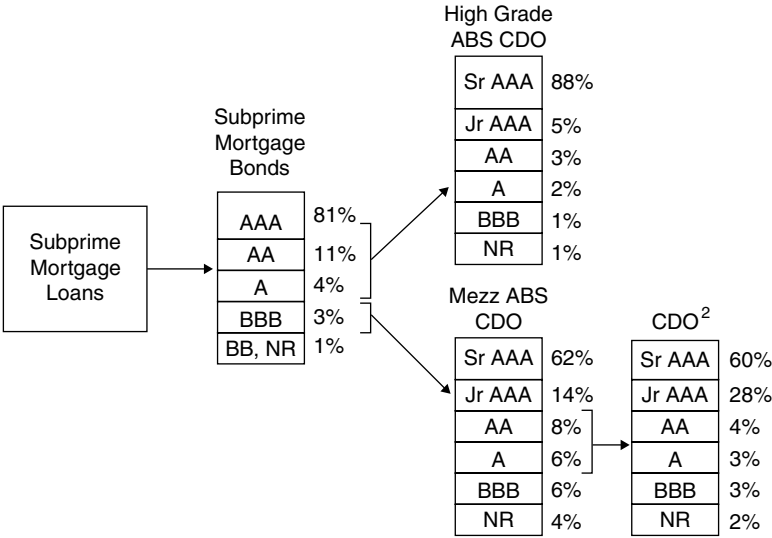 High Grade
ABS CDO
Sr AAA 88%
Jr AAA 5%
AA 3%
A 2%
BBB 1%
NR 1%
Subprime
Mortgage
Bonds
AAA 81%
AA 11%
A 4%
BBB 3%
BB, NR 1%
Subprime
Mortgage
Loans
Mezz ABS
CDO
Sr AAA 62%
Jr AAA 14%
AA 8%
A 6%
BBB 6%
NR 4%
CDO²
Sr AAA 60%
Jr AAA 28%
AA 4%
A 3%
BBB 3%
NR 2%